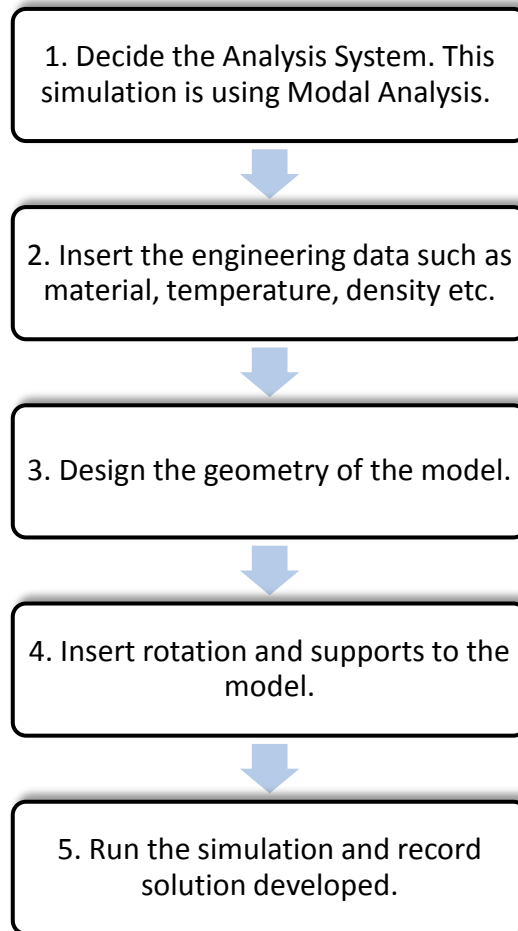 1. Decide the Analysis System. This
simulation is using Modal Analysis.
2. Insert the engineering data such as
material, temperature, density etc.
3. Design the geometry of the model.
4. Insert rotation and supports to the
model.
5. Run the simulation and record
solution developed.